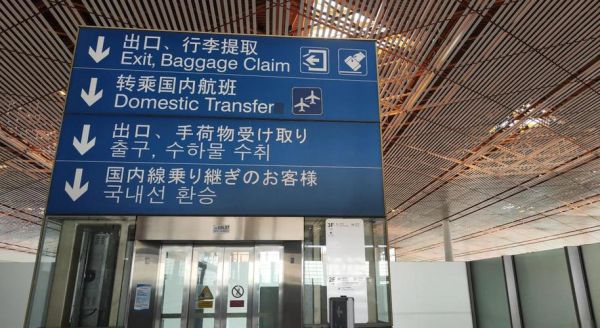 出口、行李提取
Exit, Baggage Claim
转乘国内航班
Domestic Transfer
出口、手荷物受け取り
출구, 수하물 수취
国内線乗り継ぎのお客様
국내선 환승
3F
2F